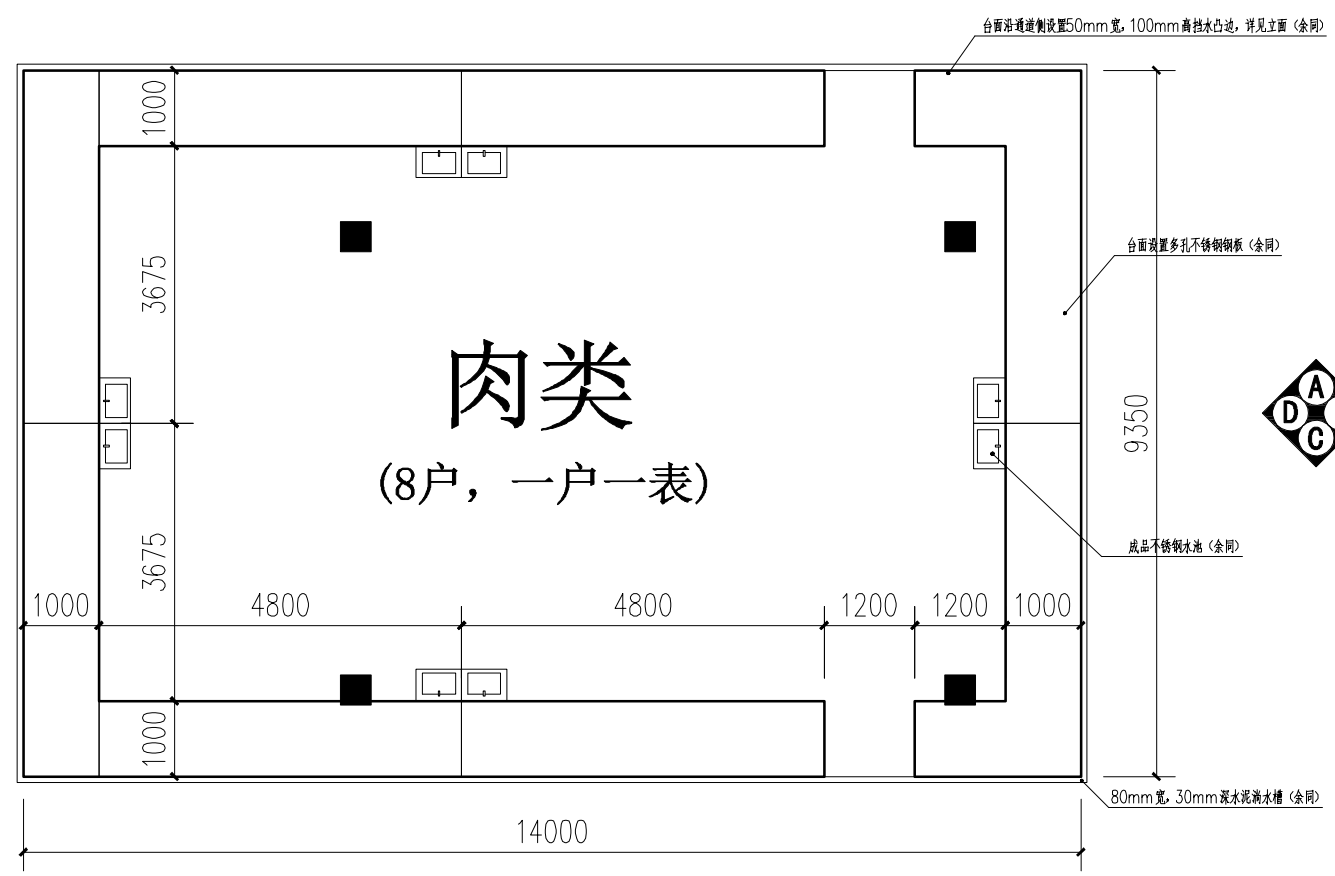 台面沿通道侧设置50mm宽，100mm高挡水凸边，详见立面（余同）
1000
3675
台面设置多孔不锈钢钢板（余同）
肉类
A
D
C
9350
(8户，一户一表)
3675
成品不锈钢水池（余同）
1000 4800 4800 1200 1200 1000
1000
80mm宽，30mm深水泥淌水槽（余同）
14000